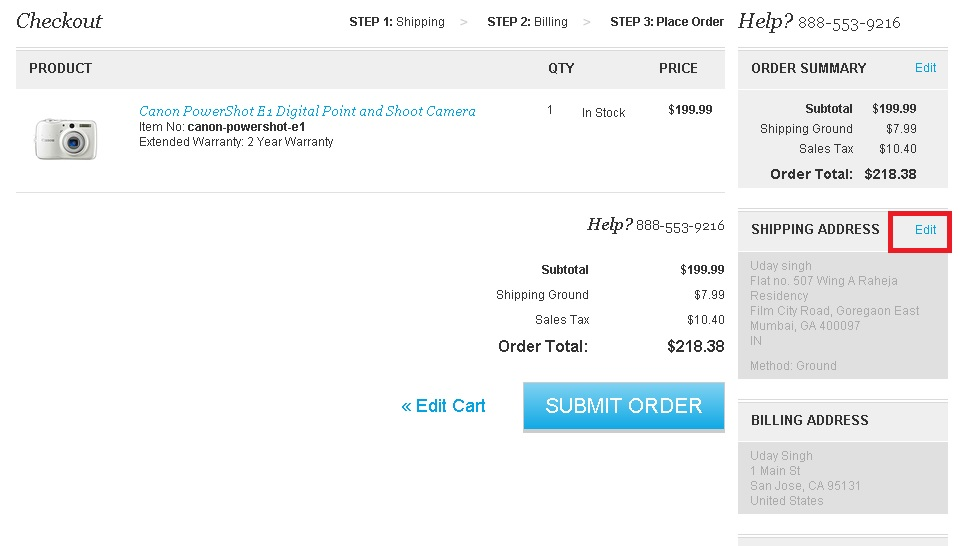 Checkout
STEP 1: Shipping > STEP 2: Billing > STEP 3: Place Order
Help? 888-553-9216
PRODUCT QTY PRICE
Canon PowerShot E1 Digital Point and Shoot Camera 1 In Stock $199.99
Item No: canon-powershot-e1
Extended Warranty: 2 Year Warranty
Help? 888-553-9216
Subtotal $199.99
Shipping Ground $7.99
Sales Tax $10.40
Order Total: $218.38
« Edit Cart SUBMIT ORDER
ORDER SUMMARY Edit
Subtotal $199.99
Shipping Ground $7.99
Sales Tax $10.40
Order Total: $218.38
SHIPPING ADDRESS Edit
Uday singh
Flat no. 507 Wing A Raheja
Residency
Film City Road, Goregaon East
Mumbai, GA 400097
IN
Method: Ground
BILLING ADDRESS
Uday Singh
1 Main St
San Jose, CA 95131
United States